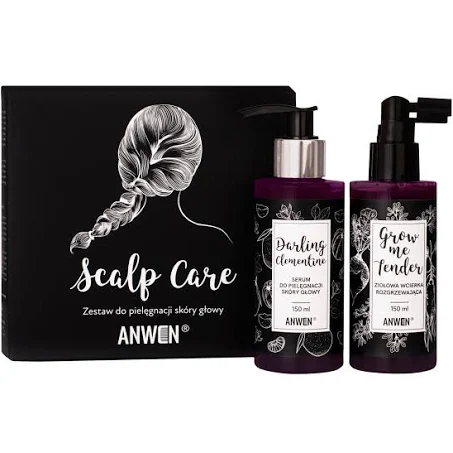 Scalp Care
Zestaw do pielęgnacji skóry głowy
ANWEN®
Darling
Clementine
SERUM
DO PIELĘGNACJI
SKÓRY GŁOWY
150 ml
ANWEN®
Grow
me
Tender
ZIOŁOWA WCIERKA
ROZGRZEWAJĄCA
150 ml
ANWEN®